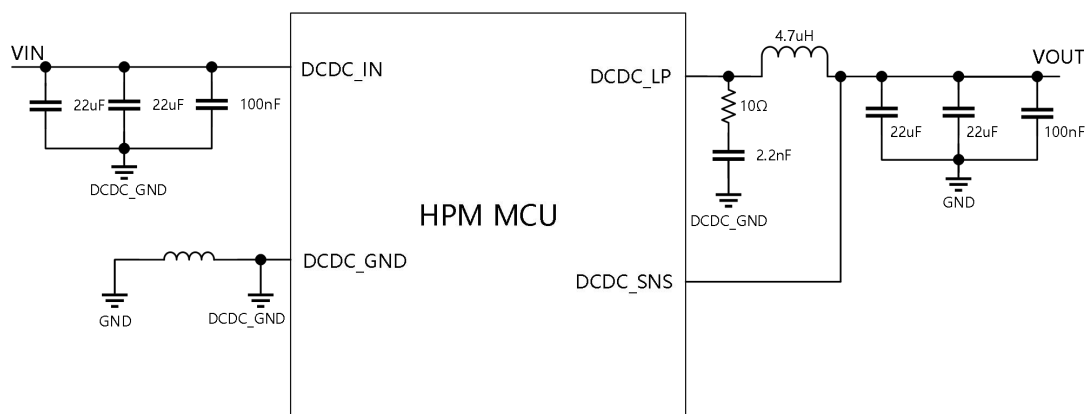 VIN
DCDC_IN
22uF
22uF
100nF
DCDC_GND
DCDC_GND
GND
DCDC_GND
HPM MCU
4.7uH
VOUT
DCDC_LP
10Ω
2.2nF
DCDC_GND
22uF
22uF
100nF
GND
DCDC_SNS